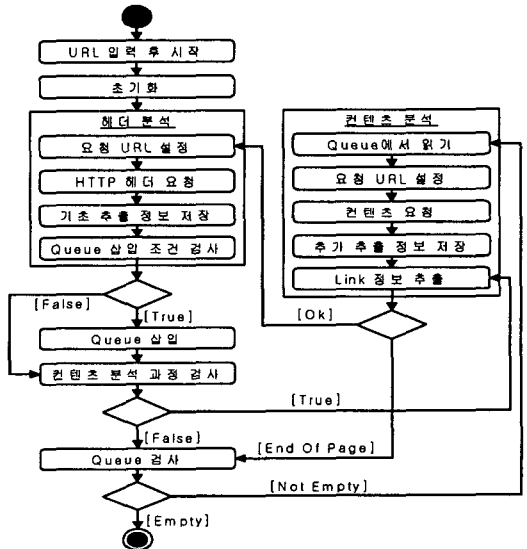 URL 입력 후 시작
초기화
헤더 분석
요청 URL 설정
HTTP 헤더 요청
기초 추출 정보 저장
Queue 삽입 조건 검사
[False]
[True]
Queue 삽입
컨텐츠 분석 과정 검사
[True]
[False]
Queue 검사
[Empty]
컨텐츠 분석
Queue에서 읽기
요청 URL 설정
컨텐츠 요청
추가 추출 정보 저장
Link 정보 추출
[Ok]
[End Of Page]
[Not Empty]